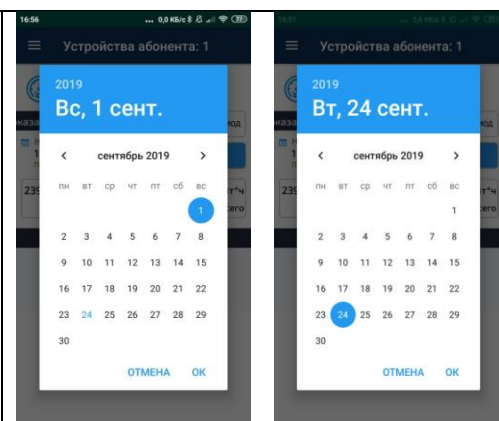 16:56 ... 0,0 КБ/с 77
Устройства абонента: 1
2019
Вс, 1 сент.
сентябрь 2019
пн вт ср чт пт сб вс
1
2 3 4 5 6 7 8
9 10 11 12 13 14 15
16 17 18 19 20 21 22
23 24 25 26 27 28 29
30
ОТМЕНА ОК
16:57
Устройства абонента: 1
2019
Вт, 24 сент.
сентябрь 2019
пн вт ср чт пт сб вс
1
2 3 4 5 6 7 8
9 10 11 12 13 14 15
16 17 18 19 20 21 22
23 24 25 26 27 28 29
30
ОТМЕНА ОК